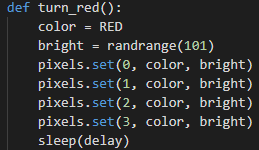 def turn_red():
    color = RED
    bright = randrange(101)
    pixels.set(0, color, bright)
    pixels.set(1, color, bright)
    pixels.set(2, color, bright)
    pixels.set(3, color, bright)
    sleep(delay)